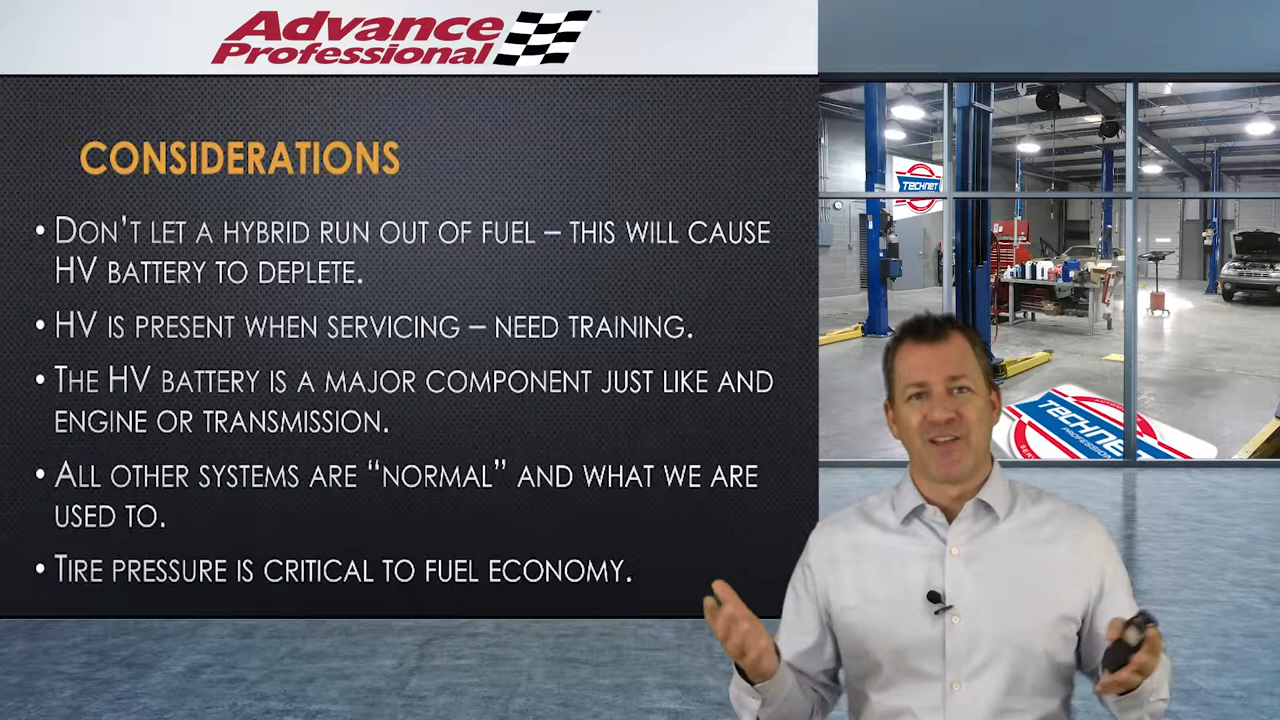 Advance
Professional
CONSIDERATIONS
• DON'T LET A HYBRID RUN OUT OF FUEL – THIS WILL CAUSE
HV BATTERY TO DEPLETE.
• HV IS PRESENT WHEN SERVICING – NEED TRAINING.
• THE HV BATTERY IS A MAJOR COMPONENT JUST LIKE AND
ENGINE OR TRANSMISSION.
• ALL OTHER SYSTEMS ARE “NORMAL” AND WHAT WE ARE
USED TO.
• TIRE PRESSURE IS CRITICAL TO FUEL ECONOMY.
TECHNET
TECHNET
PROFESSIONAL